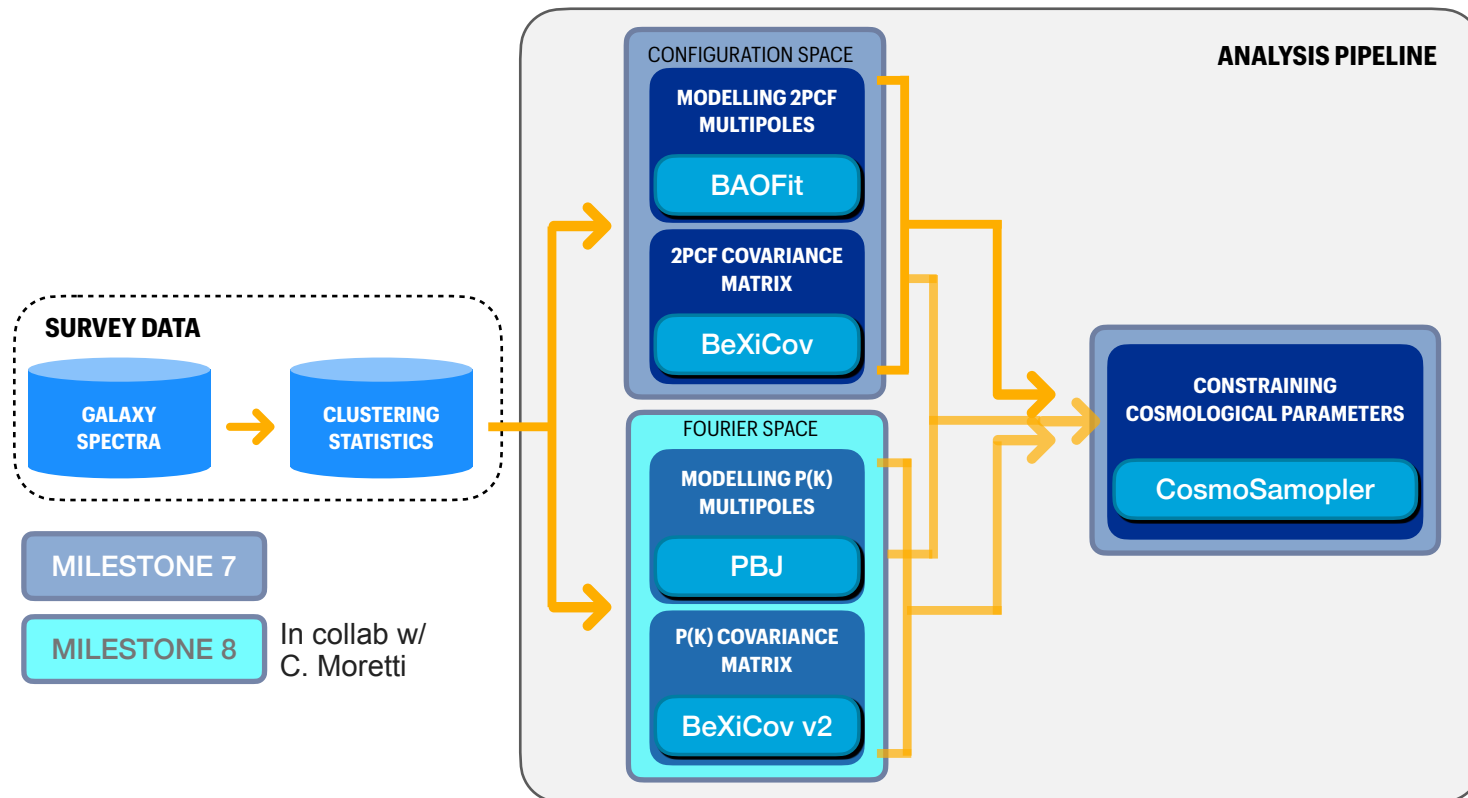 ANALYSIS PIPELINE
CONFIGURATION SPACE
MODELLING 2PCF
MULTIPOLES
BAOFit
2PCF COVARIANCE
MATRIX
BeXiCov
SURVEY DATA
GALAXY
SPECTRA
CLUSTERING
STATISTICS
FOURIER SPACE
MODELLING P(K)
MULTIPOLES
PBJ
P(K) COVARIANCE
MATRIX
BeXiCov v2
CONSTRAINING
COSMOLOGICAL PARAMETERS
CosmoSamopler
MILESTONE 7
MILESTONE 8
In collab w/
C. Moretti